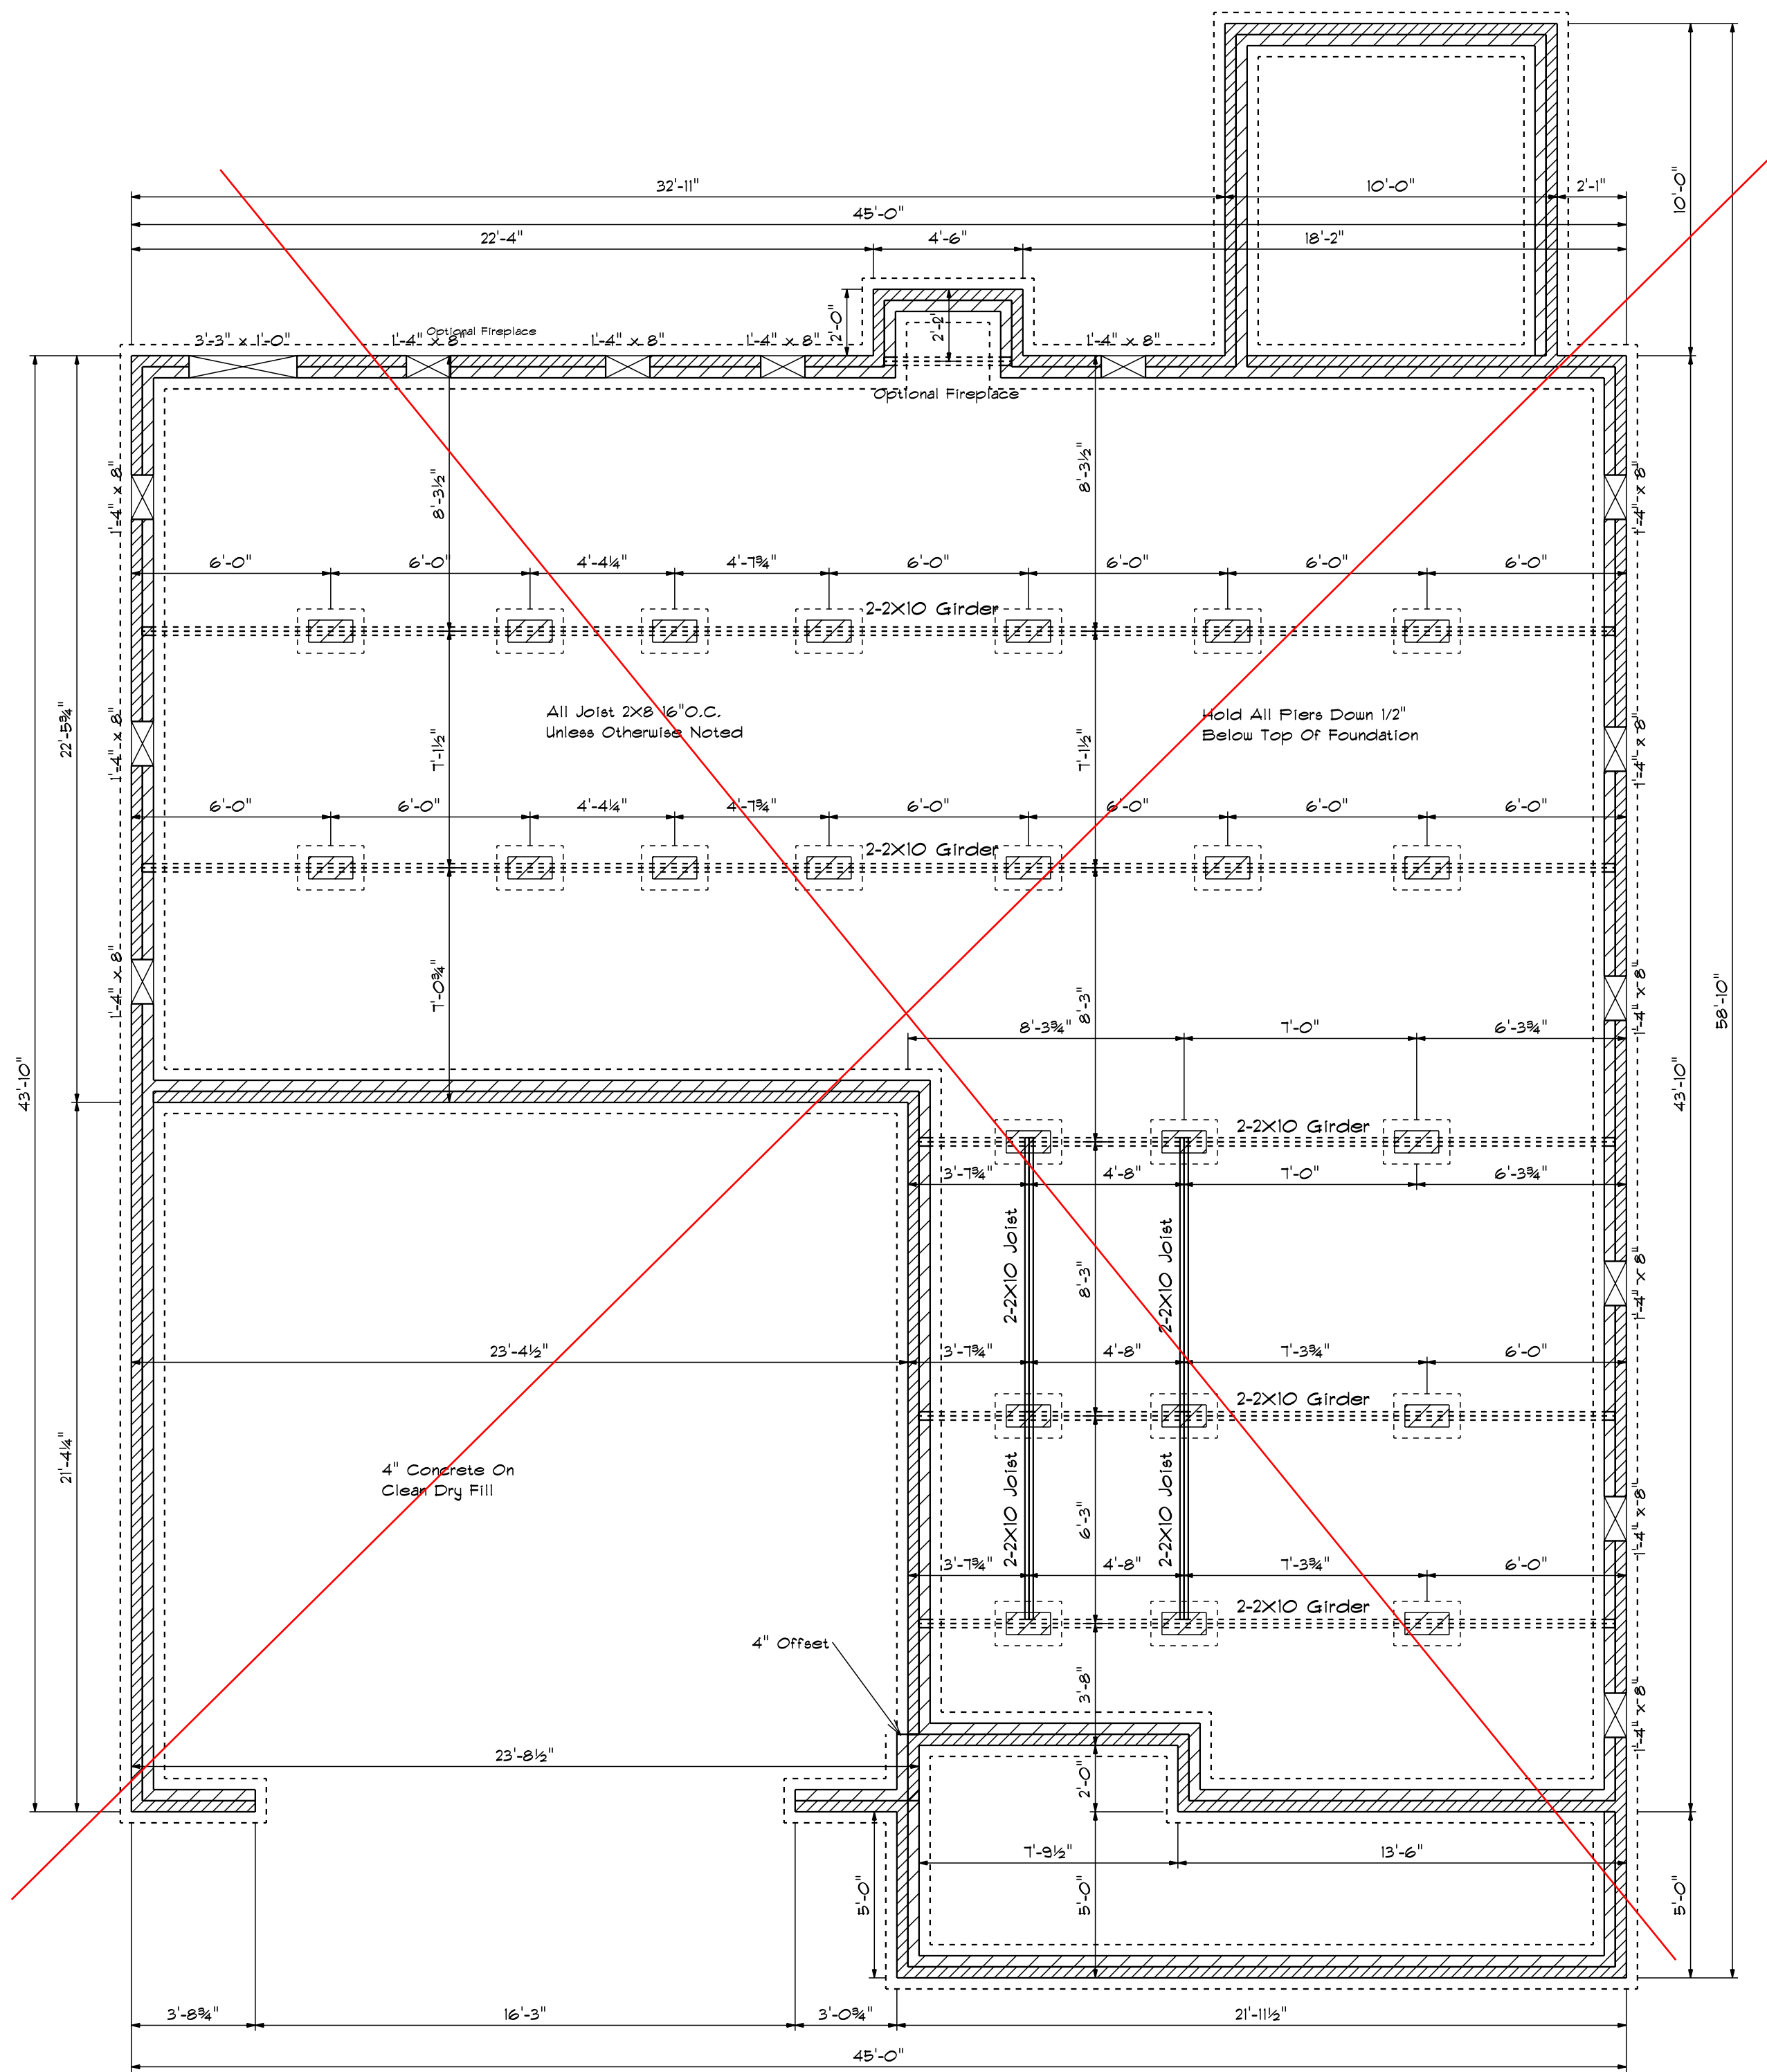 10'-0"
32'-11"
10'-0"
2'-1"
45'-0"
22'-4"
4'-6"
18'-2"
2'-0"
2'-2"
Optional Fireplace
3'-3" x 1'-0"
1'-4" x 8"
1'-4" x 8"
1'-4" x 8"
1'-4" x 8"
Optional Fireplace
1'-4" x 8"
8'-3½"
8'-3½"
1'-4" x 8"
6'-0"
6'-0"
4'-4¼"
4'-7¾"
6'-0"
6'-0"
6'-0"
6'-0"
2-2X10 Girder
22'-5¾"
1'-4" x 8"
All Joist 2X8 16"O.C.
Unless Otherwise Noted
7'-1½"
7'-1½"
Hold All Piers Down 1/2"
Below Top Of Foundation
1'-4" x 8"
6'-0"
6'-0"
4'-4¼"
4'-7¾"
6'-0"
6'-0"
6'-0"
6'-0"
2-2X10 Girder
1'-4" x 8"
7'-0¾"
8'-3"
1'-4" x 8"
58'-10"
8'-3¾"
7'-0"
6'-3¾"
43'-10"
43'-10"
2-2X10 Girder
3'-7¾"
4'-8"
7'-0"
6'-3¾"
2-2X10 Joist
2-2X10 Joist
8'-3"
1'-4" x 8"
23'-4½"
3'-7¾"
4'-8"
7'-3¾"
6'-0"
2-2X10 Girder
21'-4¼"
4" Concrete On
Clean Dry Fill
2-2X10 Joist
2-2X10 Joist
6'-3"
1'-4" x 8"
3'-7¾"
4'-8"
7'-3¾"
6'-0"
2-2X10 Girder
4" Offset
3'-8"
1'-4" x 8"
23'-8½"
2'-0"
7'-9½"
13'-6"
5'-0"
5'-0"
5'-0"
3'-8¾"
16'-3"
3'-0¾"
21'-11½"
45'-0"